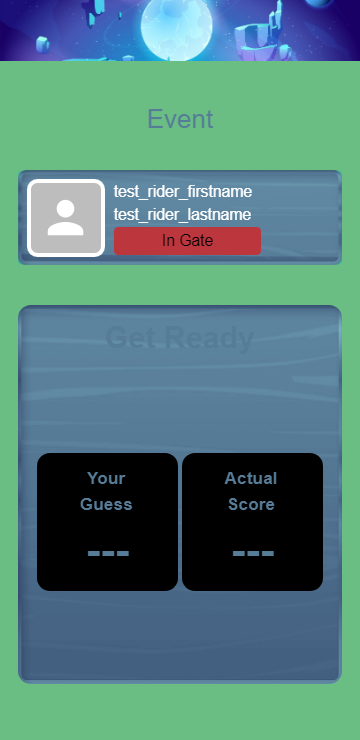 Event
test_rider_firstname
test_rider_lastname
In Gate
Get Ready
Your
Guess
Actual
Score
---
---